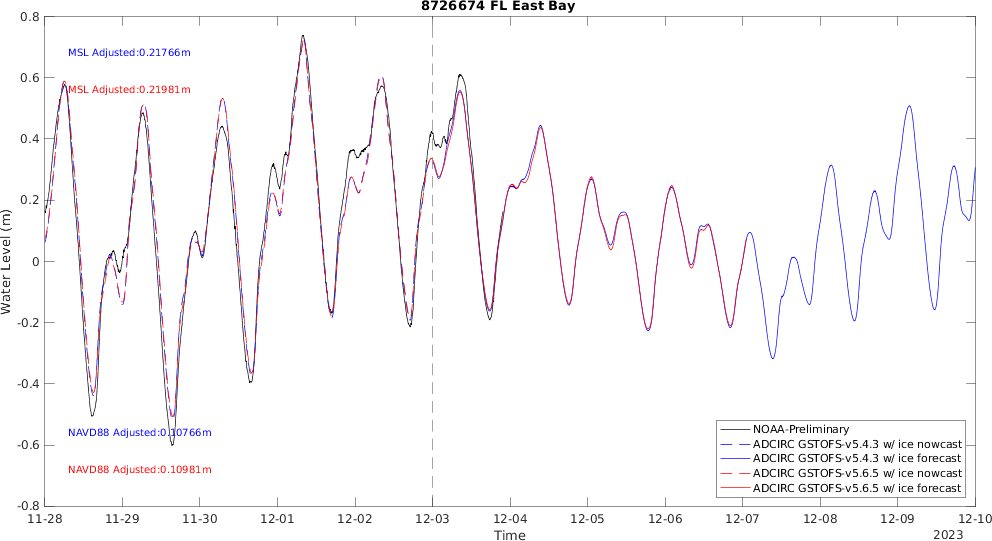 8726674 FL East Bay
Water Level (m)
0.8
0.6
0.4
0.2
0
-0.2
-0.4
-0.6
-0.8
MSL Adjusted:0.21766m
MSL Adjusted:0.21981m
NAVD88 Adjusted:0.10766m
NAVD88 Adjusted:0.10981m
NOAA-Preliminary
ADCIRC GSTOFS-v5.4.3 w/ ice nowcast
ADCIRC GSTOFS-v5.4.3 w/ ice forecast
ADCIRC GSTOFS-v5.6.5 w/ ice nowcast
ADCIRC GSTOFS-v5.6.5 w/ ice forecast
11-28 11-29 11-30 12-01 12-02 12-03 12-04 12-05 12-06 12-07 12-08 12-09 12-10
Time
2023